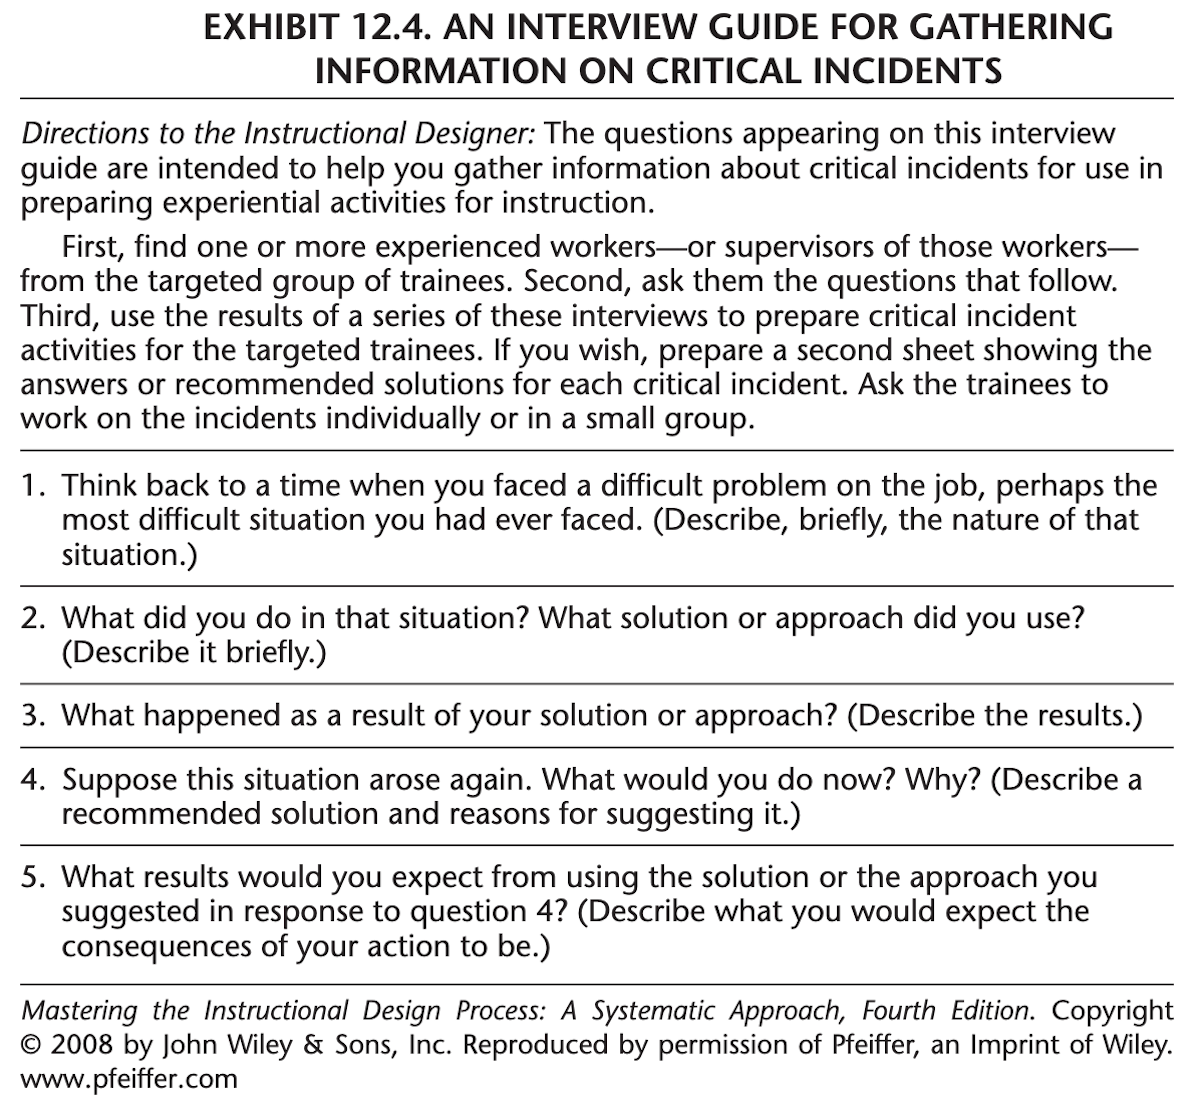 EXHIBIT 12.4. AN INTERVIEW GUIDE FOR GATHERING
INFORMATION ON CRITICAL INCIDENTS
Directions to the Instructional Designer: The questions appearing on this interview
guide are intended to help you gather information about critical incidents for use in
preparing experiential activities for instruction.
First, find one or more experienced workers—or supervisors of those workers—
from the targeted group of trainees. Second, ask them the questions that follow.
Third, use the results of a series of these interviews to prepare critical incident
activities for the targeted trainees. If you wish, prepare a second sheet showing the
answers or recommended solutions for each critical incident. Ask the trainees to
work on the incidents individually or in a small group.
1. Think back to a time when you faced a difficult problem on the job, perhaps the
most difficult situation you had ever faced. (Describe, briefly, the nature of that
situation.)
2. What did you do in that situation? What solution or approach did you use?
(Describe it briefly.)
3. What happened as a result of your solution or approach? (Describe the results.)
4. Suppose this situation arose again. What would you do now? Why? (Describe a
recommended solution and reasons for suggesting it.)
5. What results would you expect from using the solution or the approach you
suggested in response to question 4? (Describe what you would expect the
consequences of your action to be.)
Mastering the Instructional Design Process: A Systematic Approach, Fourth Edition. Copyright
© 2008 by John Wiley & Sons, Inc. Reproduced by permission of Pfeiffer, an Imprint of Wiley.
www.pfeiffer.com